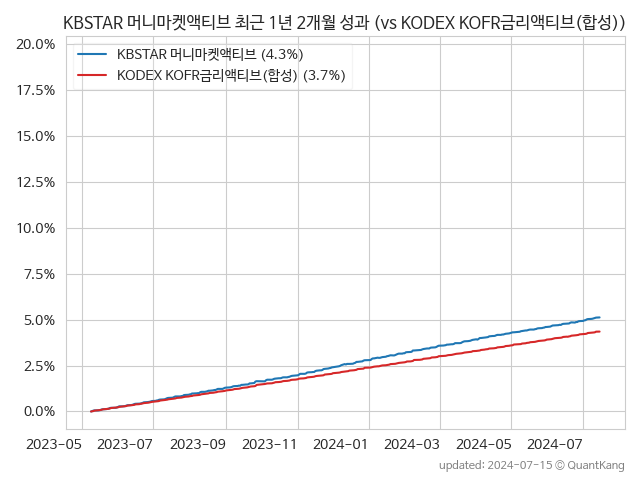 KBSTAR 머니마켓액티브 최근 1년 2개월 성과 (vs KODEX KOFR금리액티브(합성))
20.0%
KBSTAR 머니마켓액티브 (4.3%)
KODEX KOFR금리액티브(합성) (3.7%)
17.5%
15.0%
12.5%
10.0%
7.5%
5.0%
2.5%
0.0%
2023-05 2023-07 2023-09 2023-11 2024-01 2024-03 2024-05 2024-07
updated: 2024-07-15 © QuantKang